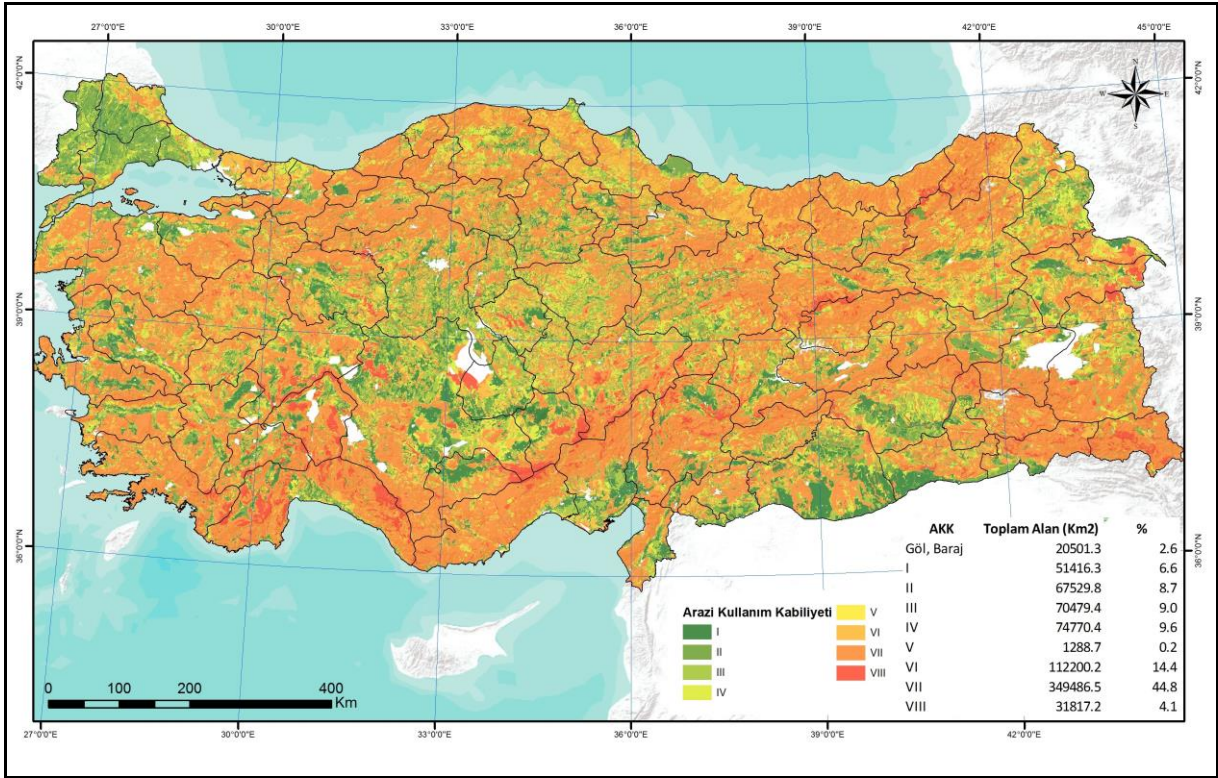 27°0'0"E 30°0'0"E 33°0'0"E 36°0'0"E 39°0'0"E 42°0'0"E 45°0'0"E
42°0'0"N
42°0'0"N
N
W E
S
39°0'0"N
39°0'0"N
36°0'0"N
36°0'0"N
AKK Toplam Alan (Km2) %
Göl, Baraj 20501.3 2.6
I 51416.3 6.6
II 67529.8 8.7
III 70479.4 9.0
IV 74770.4 9.6
V 1288.7 0.2
VI 112200.2 14.4
VII 349486.5 44.8
VIII 31817.2 4.1
Arazi Kullanım Kabiliyeti
I
II
III
IV
V
VI
VII
VIII
0 100 200 400
Km
27°0'0"E 30°0'0"E 33°0'0"E 36°0'0"E 39°0'0"E 42°0'0"E